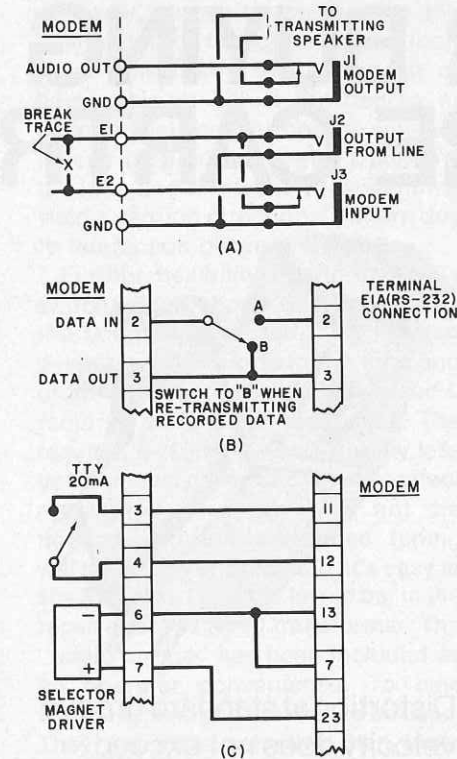 MODEM
TO
TRANSMITTING
SPEAKER
AUDIO OUT
J1
MODEM
OUTPUT
GND
BREAK
TRACE
E1
X
J2
OUTPUT
FROM LINE
E2
J3
MODEM
INPUT
GND
(A)
MODEM
TERMINAL
EIA(RS-232)
CONNECTION
DATA IN
2
A
2
B
DATA OUT
3
3
SWITCH TO "B" WHEN
RE-TRANSMITTING
RECORDED DATA
(B)
TTY
20mA
MODEM
3
11
4
12
–
6
13
+
7
7
SELECTOR
MAGNET
DRIVER
23
(C)